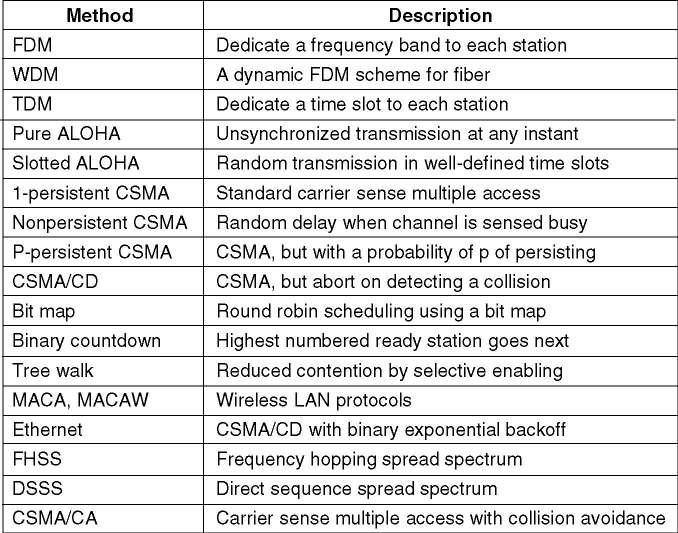 Method Description
FDM Dedicate a frequency band to each station
WDM A dynamic FDM scheme for fiber
TDM Dedicate a time slot to each station
Pure ALOHA Unsynchronized transmission at any instant
Slotted ALOHA Random transmission in well-defined time slots
1-persistent CSMA Standard carrier sense multiple access
Nonpersistent CSMA Random delay when channel is sensed busy
P-persistent CSMA CSMA, but with a probability of p of persisting
CSMA/CD CSMA, but abort on detecting a collision
Bit map Round robin scheduling using a bit map
Binary countdown Highest numbered ready station goes next
Tree walk Reduced contention by selective enabling
MACA, MACAW Wireless LAN protocols
Ethernet CSMA/CD with binary exponential backoff
FHSS Frequency hopping spread spectrum
DSSS Direct sequence spread spectrum
CSMA/CA Carrier sense multiple access with collision avoidance